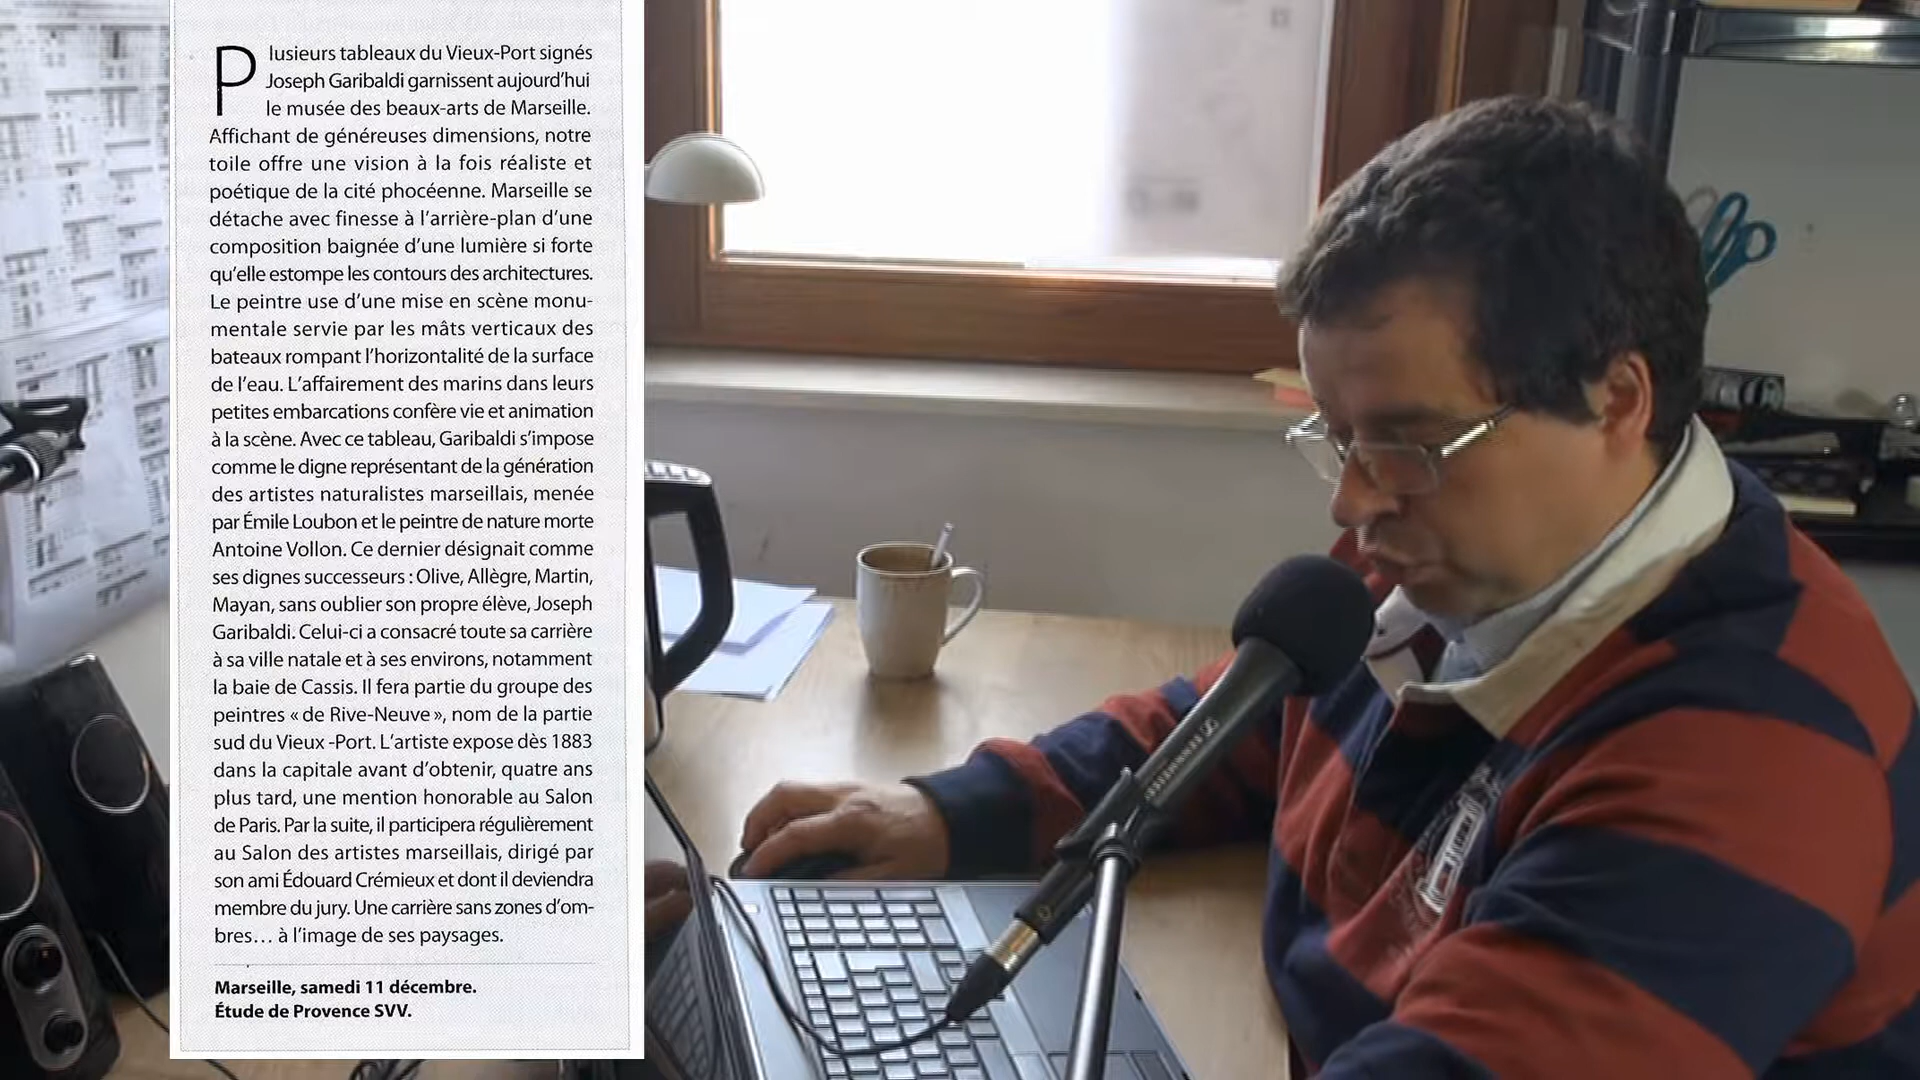 Plusieurs tableaux du Vieux-Port signés
Joseph Garibaldi garnissent aujourd'hui
le musée des beaux-arts de Marseille.
Affichant de généreuses dimensions, notre
toile offre une vision à la fois réaliste et
poétique de la cité phocéenne. Marseille se
détache avec finesse à l'arrière-plan d'une
composition baignée d'une lumière si forte
qu'elle estompe les contours des architectures.
Le peintre use d'une mise en scène monu-
mentale servie par les mâts verticaux des
bateaux rompant l'horizontalité de la surface
de l'eau. L'affairement des marins dans leurs
petites embarcations confère vie et animation
à la scène. Avec ce tableau, Garibaldi s'impose
comme le digne représentant de la génération
des artistes naturalistes marseillais, menée
par Émile Loubon et le peintre de nature morte
Antoine Vollon. Ce dernier désignait comme
ses dignes successeurs : Olive, Allègre, Martin,
Mayan, sans oublier son propre élève, Joseph
Garibaldi. Celui-ci a consacré toute sa carrière
à sa ville natale et à ses environs, notamment
la baie de Cassis. Il fera partie du groupe des
peintres « de Rive-Neuve », nom de la partie
sud du Vieux -Port. L'artiste expose dès 1883
dans la capitale avant d'obtenir, quatre ans
plus tard, une mention honorable au Salon
de Paris. Par la suite, il participera régulièrement
au Salon des artistes marseillais, dirigé par
son ami Édouard Crémieux et dont il deviendra
membre du jury. Une carrière sans zones d'om-
bres… à l'image de ses paysages.
Marseille, samedi 11 décembre.
Étude de Provence SVV.
SENNHEISER